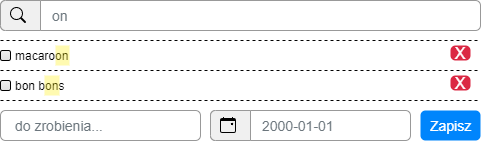 on
macaroon X
bon bons X
do zrobienia... 2000-01-01 Zapisz